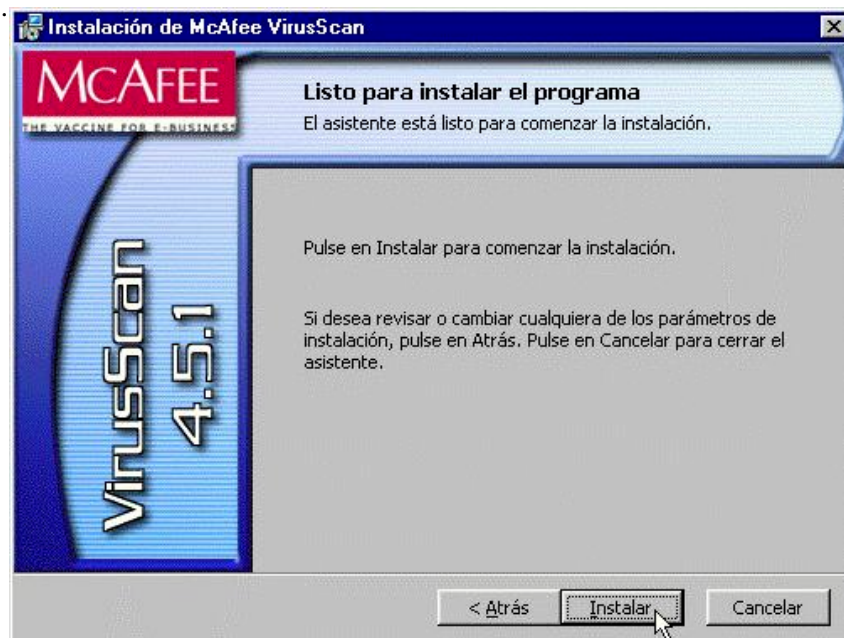 Instalación de McAfee VirusScan
McAFEE
THE VACCINE FOR E-BUSINESS
Listo para instalar el programa
El asistente está listo para comenzar la instalación.
VirusScan
4.5.1
Pulse en Instalar para comenzar la instalación.
Si desea revisar o cambiar cualquiera de los parámetros de
instalación, pulse en Atrás. Pulse en Cancelar para cerrar el
asistente.
< Atrás
Instalar
Cancelar